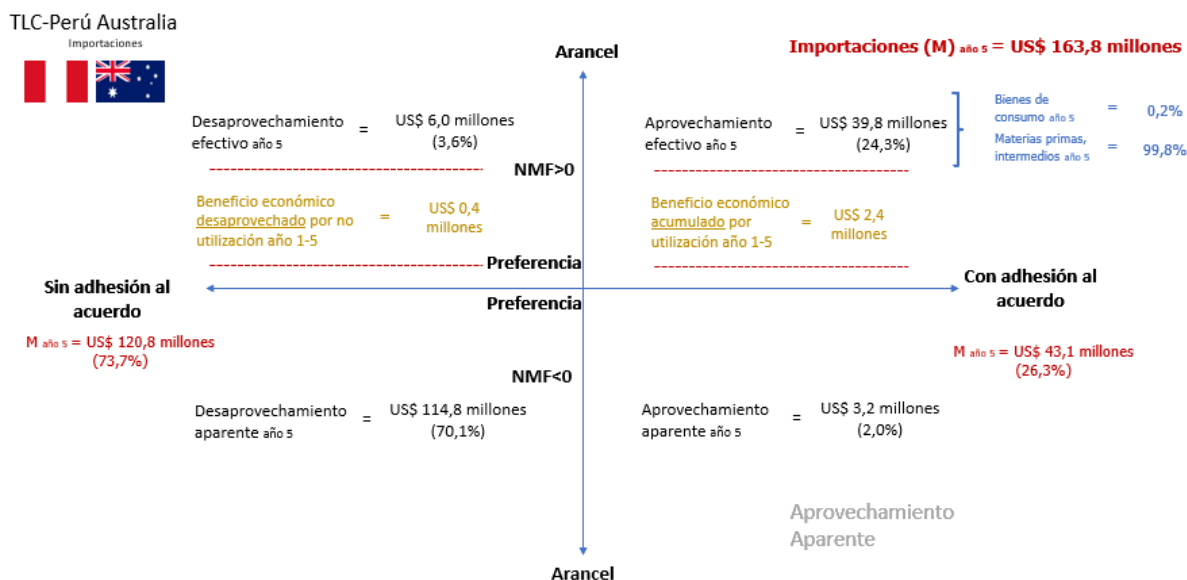 TLC-Perú Australia
Importaciones
Arancel
Importaciones (M) año 5 = US$ 163,8 millones
Desaprovechamiento
efectivo año 5
=
US$ 6,0 millones
(3,6%)
Aprovechamiento
efectivo año 5
=
US$ 39,8 millones
(24,3%)
Bienes de
consumo año 5
=
0,2%
Materias primas,
intermedios año 5
=
99,8%
NMF>0
Beneficio económico
desaprovechado por no
utilización año 1-5
=
US$ 0,4
millones
Beneficio económico
acumulado por
utilización año 1-5
=
US$ 2,4
millones
Preferencia
Sin adhesión al
acuerdo
Preferencia
Con adhesión al
acuerdo
M año 5 = US$ 120,8 millones
(73,7%)
M año 5 = US$ 43,1 millones
(26,3%)
NMF<0
Desaprovechamiento
aparente año 5
=
US$ 114,8 millones
(70,1%)
Aprovechamiento
aparente año 5
=
US$ 3,2 millones
(2,0%)
Aprovechamiento
Aparente
Arancel